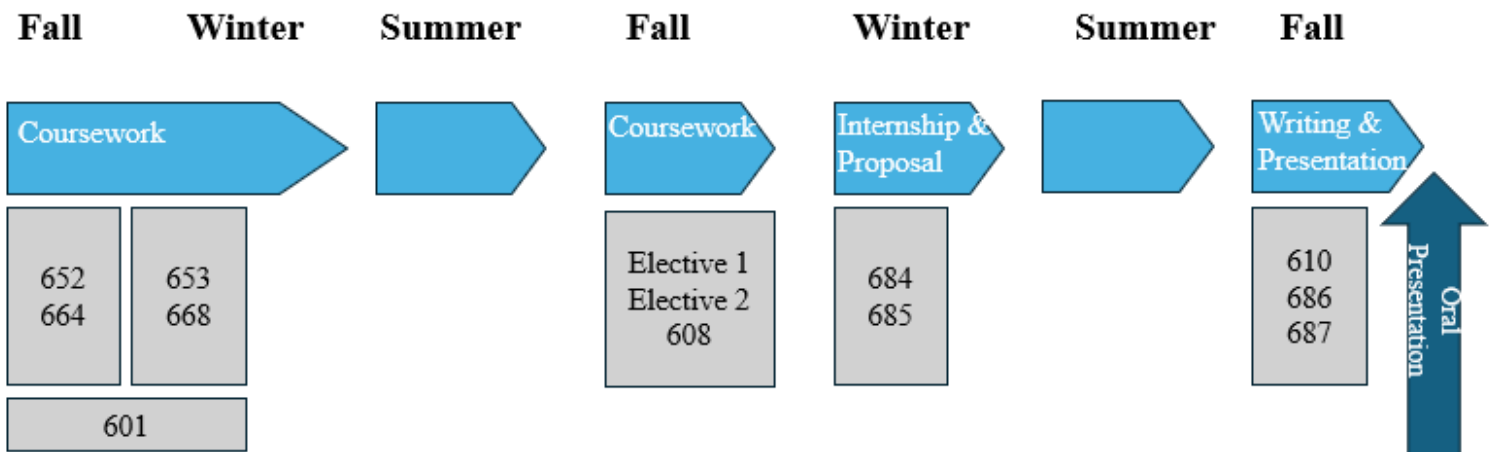 Fall Winter Summer Fall Winter Summer Fall
Coursework
Coursework
Internship &
Proposal
Writing &
Presentation
652
664
653
668
601
Elective 1
Elective 2
608
684
685
610
686
687
Oral
Presentation